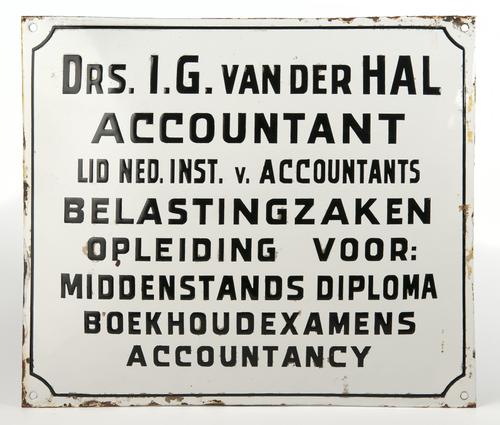 DRS. I.G. VAN DER HAL
ACCOUNTANT
LID NED. INST. v. ACCOUNTANTS
BELASTINGZAKEN
OPLEIDING VOOR:
MIDDENSTANDS DIPLOMA
BOEKHOUDEXAMENS
ACCOUNTANCY